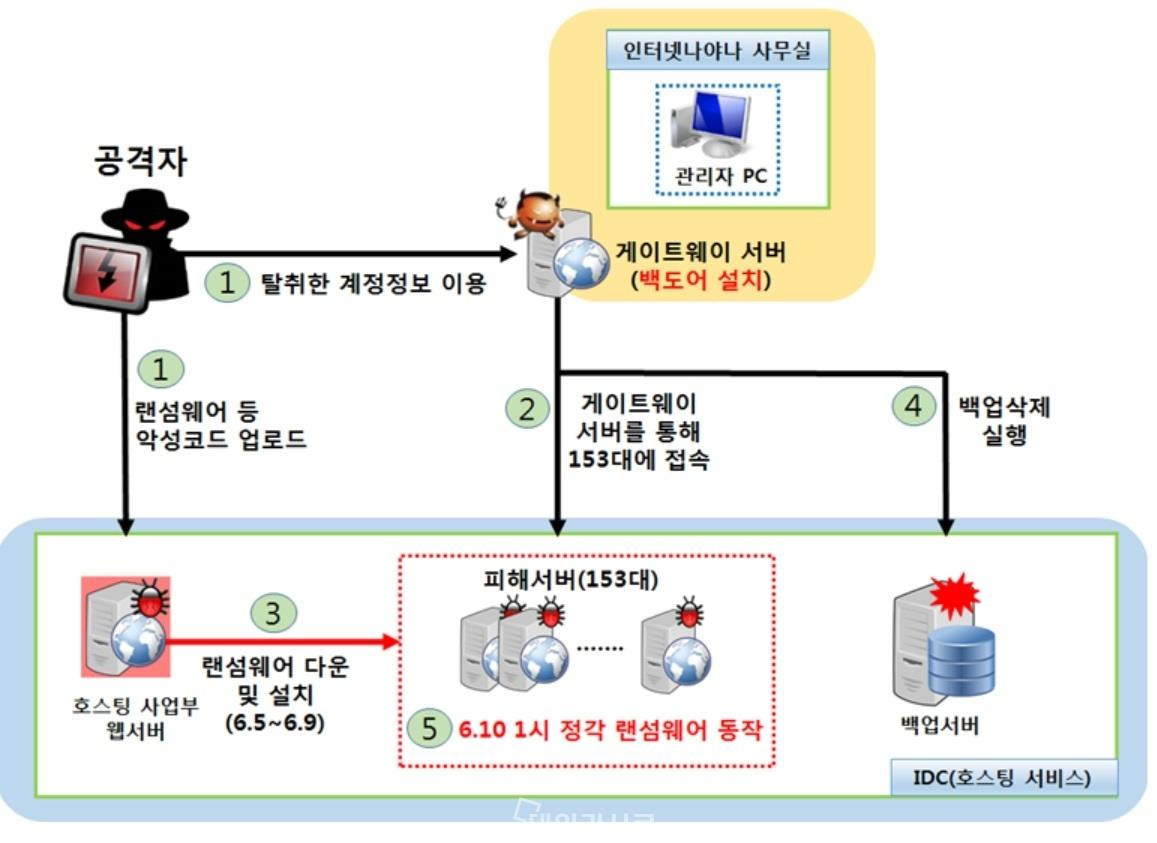 인터넷나야나 사무실
관리자 PC
공격자
게이트웨이 서버
(백도어 설치)
1 탈취한 계정정보 이용
1
랜섬웨어 등
악성코드 업로드
2
게이트웨이
서버를 통해
153대에 접속
4
백업삭제
실행
피해서버(153대)
3
랜섬웨어 다운
및 설치
(6.5~6.9)
.......
호스팅 사업부
웹서버
5 6.10 1시 정각 랜섬웨어 동작
백업서버
IDC(호스팅 서비스)